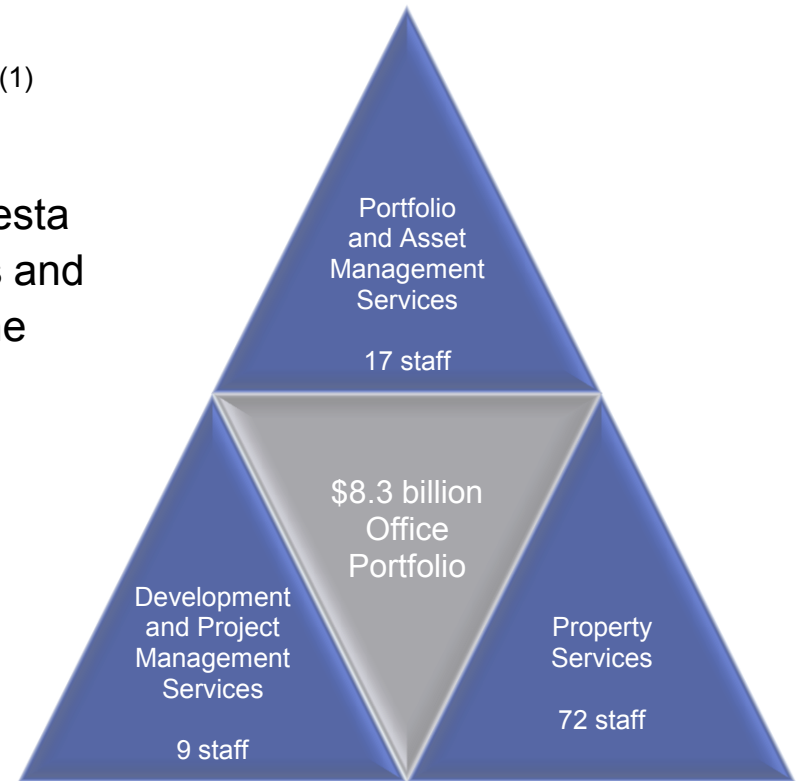 (1)
esta
s and
ne
Portfolio
and Asset
Management
Services
17 staff
$8.3 billion
Office
Portfolio
Development
and Project
Management
Services
9 staff
Property
Services
72 staff